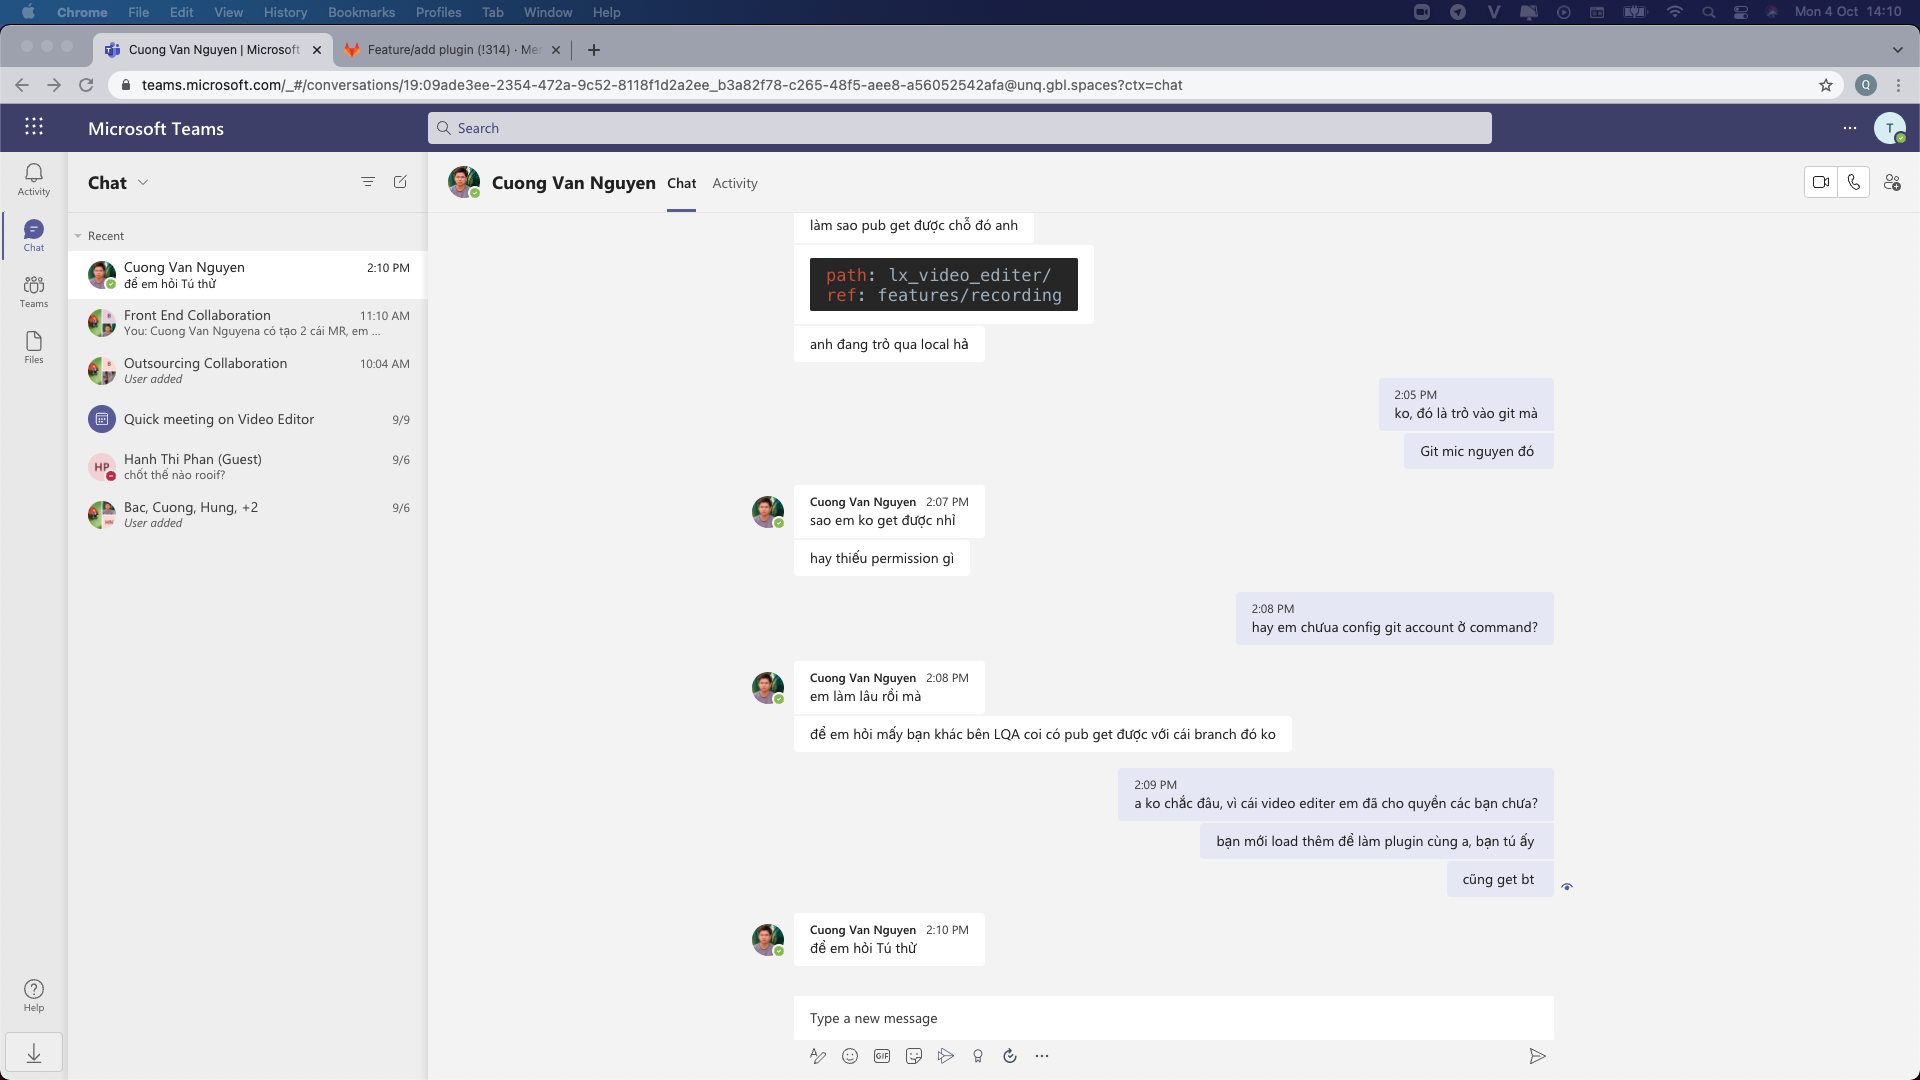 Chrome File Edit View History Bookmarks Profiles Tab Window Help
Mon 4 Oct 14:10
Cuong Van Nguyen | Microsoft
Feature/add plugin (!314) · Me
teams.microsoft.com/_#/conversations/19:09ade3ee-2354-472a-9c52-8118f1d2a2ee_b3a82f78-c265-48f5-aee8-a56052542afa@unq.gbl.spaces?ctx=chat
Q
Microsoft Teams
Search
T
Activity
Chat
Teams
Files
Help
Chat
Recent
Cuong Van Nguyen 2:10 PM
để em hỏi Tú thử
Front End Collaboration 11:10 AM
You: Cuong Van Nguyena có tạo 2 cái MR, em ...
Outsourcing Collaboration 10:04 AM
User added
Quick meeting on Video Editor 9/9
HP
Hanh Thi Phan (Guest) 9/6
chốt thế nào rooif?
Bac, Cuong, Hung, +2 9/6
User added
Cuong Van Nguyen Chat Activity
làm sao pub get được chỗ đó anh
path: lx_video_editer/
ref: features/recording
anh đang trỏ qua local hả
2:05 PM
ko, đó là trỏ vào git mà
Git mic nguyen đó
Cuong Van Nguyen 2:07 PM
sao em ko get được nhỉ
hay thiếu permission gì
2:08 PM
hay em chưua config git account ở command?
Cuong Van Nguyen 2:08 PM
em làm lâu rồi mà
để em hỏi mấy bạn khác bên LQA coi có pub get được với cái branch đó ko
2:09 PM
a ko chắc đâu, vì cái video editer em đã cho quyền các bạn chưa?
bạn mới load thêm để làm plugin cùng a, bạn tú ấy
cũng get bt
Cuong Van Nguyen 2:10 PM
để em hỏi Tú thử
Type a new message
GIF